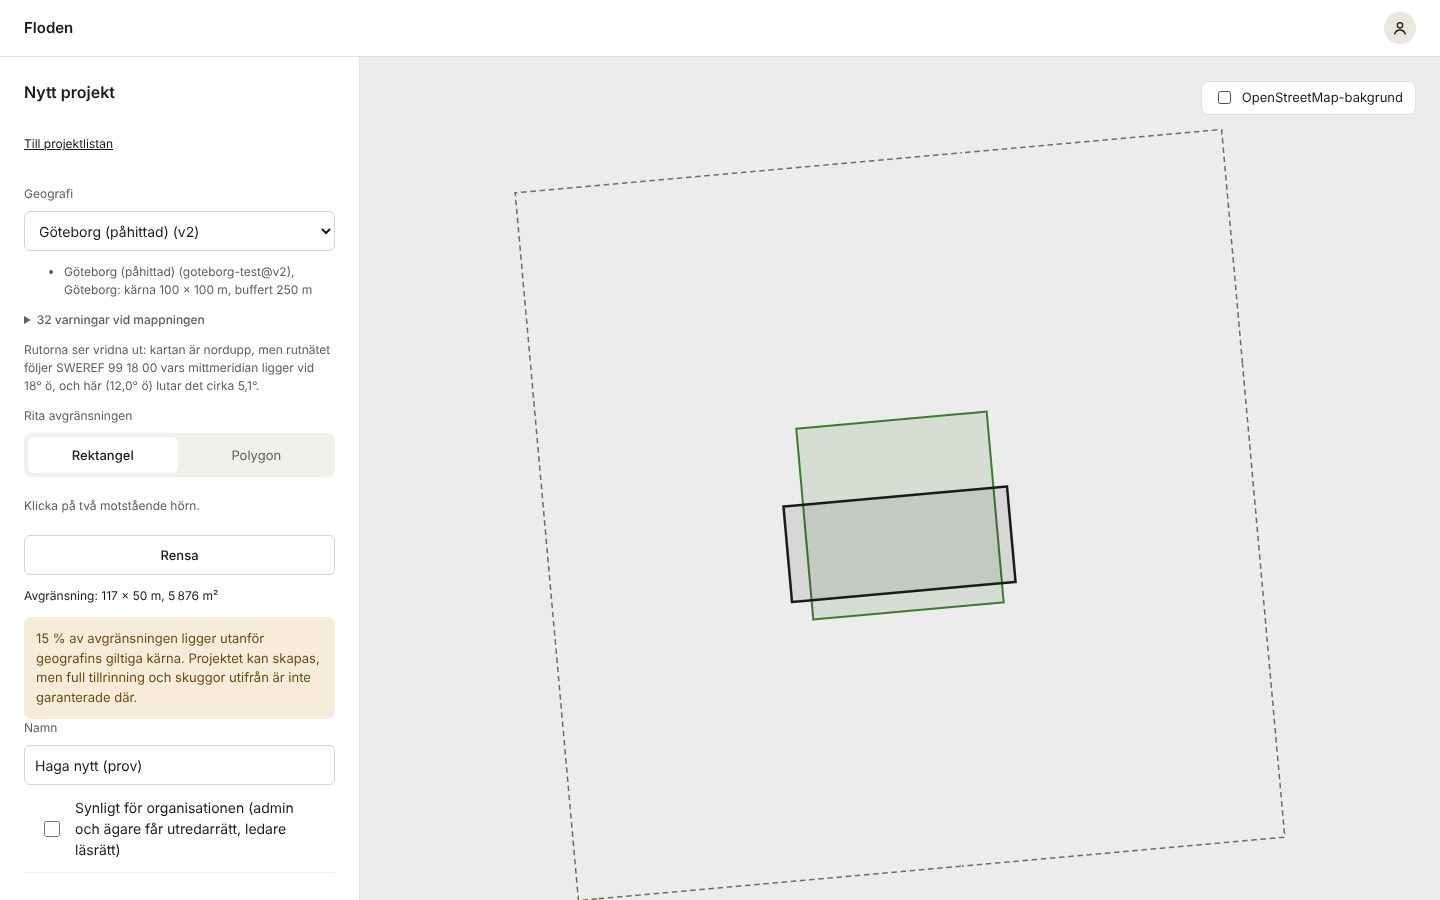 Floden
OpenStreetMap-bakgrund
Nytt projekt
Till projektlistan
Geografi
Göteborg (påhittad) (v2)
• Göteborg (påhittad) (goteborg-test@v2),
Göteborg: kärna 100 × 100 m, buffert 250 m
32 varningar vid mappningen
Rutorna ser vridna ut: kartan är nordupp, men rutnätet
följer SWEREF 99 18 00 vars mittmeridian ligger vid
18° ö, och här (12,0° ö) lutar det cirka 5,1°.
Rita avgränsningen
Rektangel
Polygon
Klicka på två motstående hörn.
Rensa
Avgränsning: 117 × 50 m, 5 876 m²
15 % av avgränsningen ligger utanför
geografins giltiga kärna. Projektet kan skapas,
men full tillrinning och skuggor utifrån är inte
garanterade där.
Namn
Haga nytt (prov)
Synligt för organisationen (admin
och ägare får utredarrätt, ledare
läsrätt)